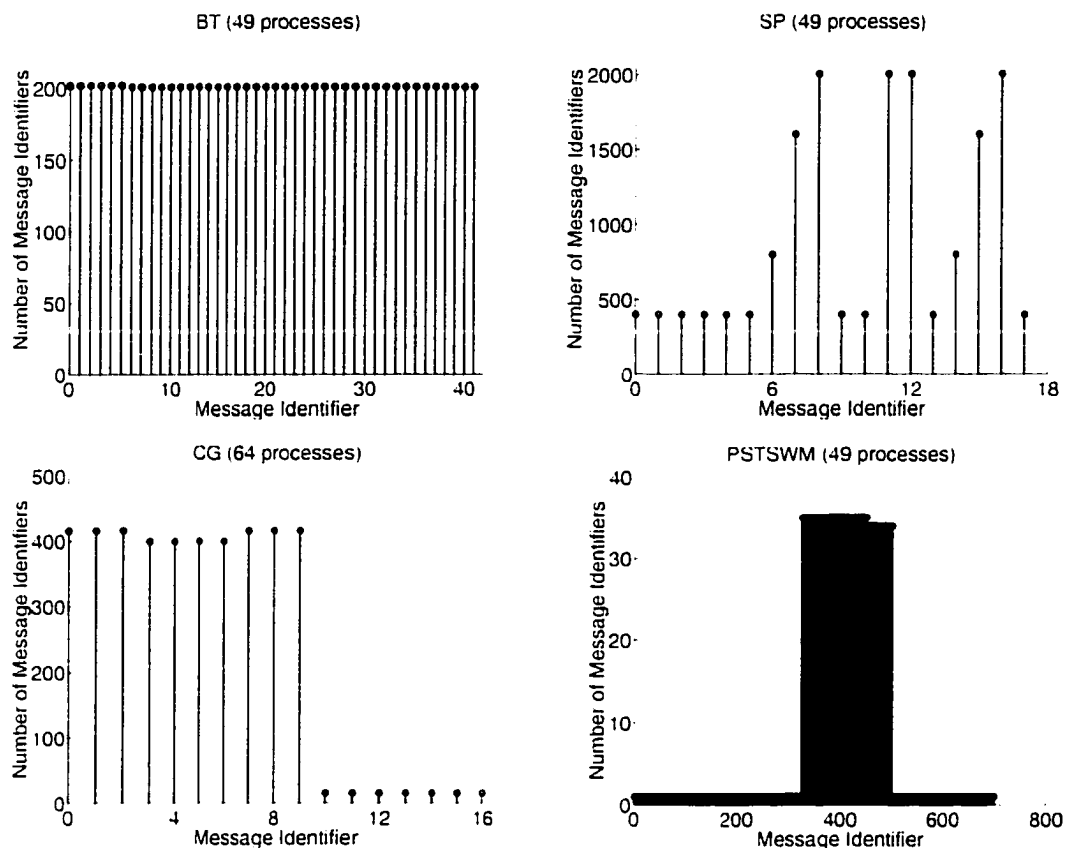 BT (49 processes)
Number of Message Identifiers
200
150
100
50
0
0 10 20 30 40
Message Identifier
SP (49 processes)
Number of Message Identifiers
2000
1500
1000
500
0
0 6 12 18
Message Identifier
CG (64 processes)
Number of Message Identifiers
500
400
300
200
100
0
0 4 8 12 16
Message Identifier
PSTSWM (49 processes)
Number of Message Identifiers
40
30
20
10
0
0 200 400 600 800
Message Identifier